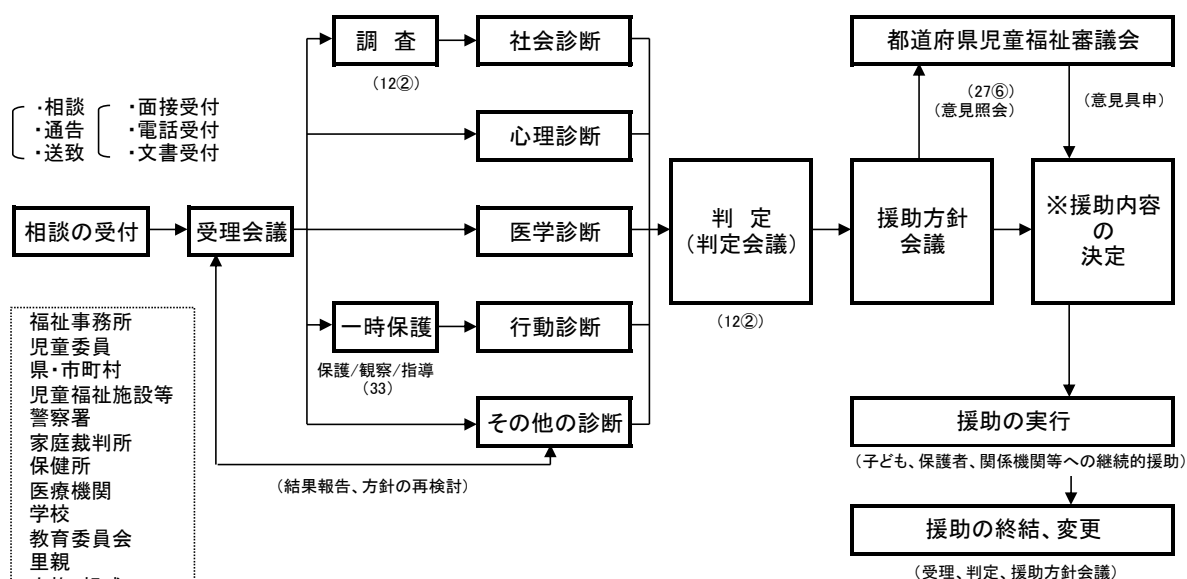 ・相談
・通告
・送致
・面接受付
・電話受付
・文書受付
相談の受付
受理会議
福祉事務所
児童委員
県・市町村
児童福祉施設等
警察署
家庭裁判所
保健所
医療機関
学校
教育委員会
里親
調 査
(12②)
社会診断
心理診断
医学診断
一時保護
保護/観察/指導
(33)
行動診断
その他の診断
(結果報告、方針の再検討)
判 定
(判定会議)
(12②)
都道府県児童福祉審議会
(27⑥)
(意見照会)
(意見具申)
援助方針
会議
※援助内容
の
決定
援助の実行
(子ども、保護者、関係機関等への継続的援助)
援助の終結、変更
(受理、判定、援助方針会議)